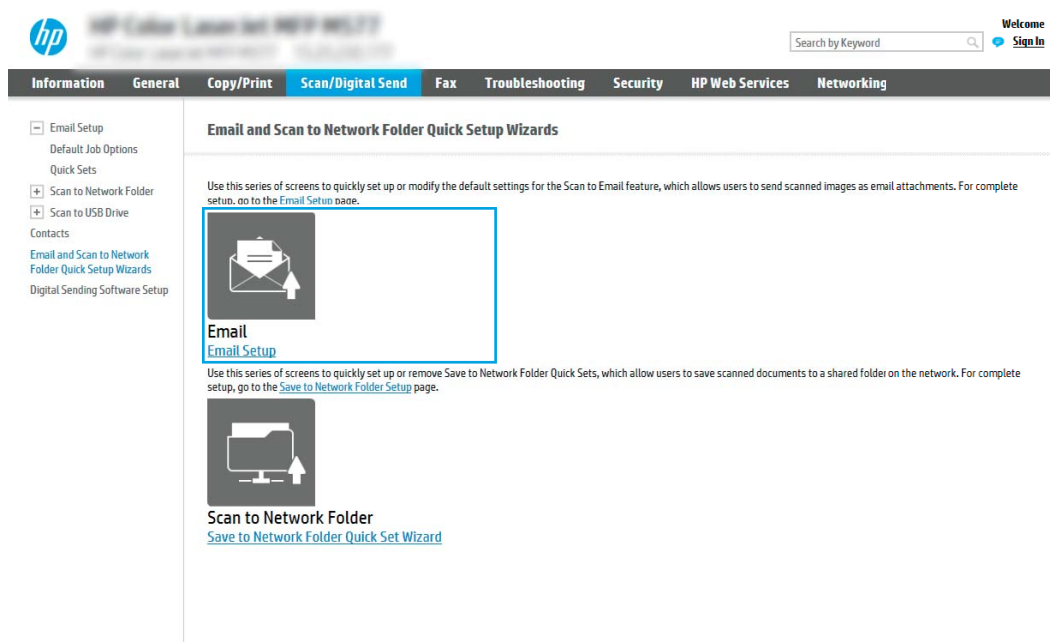 hp
Welcome
Search by Keyword
Sign In
Information General Copy/Print Scan/Digital Send Fax Troubleshooting Security HP Web Services Networking
Email Setup
Default Job Options
Quick Sets
Scan to Network Folder
Scan to USB Drive
Contacts
Email and Scan to Network
Folder Quick Setup Wizards
Digital Sending Software Setup
Email and Scan to Network Folder Quick Setup Wizards
Use this series of screens to quickly set up or modify the default settings for the Scan to Email feature, which allows users to send scanned images as email attachments. For complete
setup, go to the Email Setup page.
Email
Email Setup
Use this series of screens to quickly set up or remove Save to Network Folder Quick Sets, which allow users to save scanned documents to a shared folder on the network. For complete
setup, go to the Save to Network Folder Setup page.
Scan to Network Folder
Save to Network Folder Quick Set Wizard